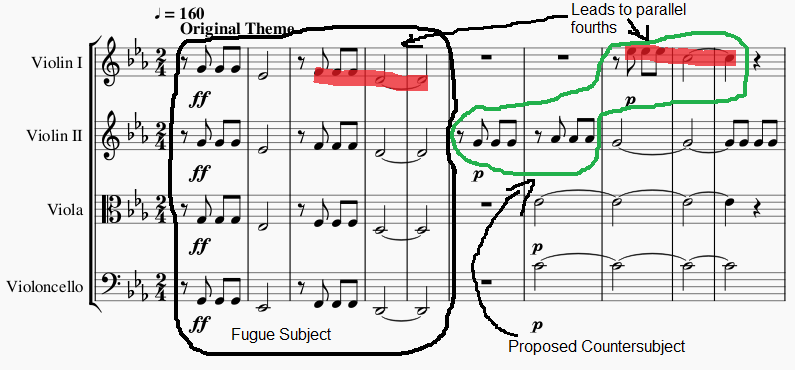 ♩ = 160
Original Theme
Leads to parallel
fourths
Violin I
ff
p
Violin II
ff
p
Viola
ff
p
Violoncello
ff
p
Fugue Subject
Proposed Countersubject